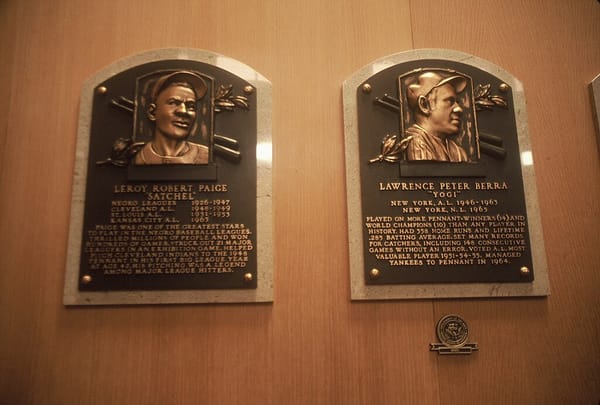 LEROY ROBERT PAIGE
"SATCHEL"
NEGRO LEAGUES 1926-1947
CLEVELAND A.L. 1948-1949
ST. LOUIS A.L. 1951-1953
KANSAS CITY A.L. 1965
PAIGE WAS ONE OF THE GREATEST STARS
TO PLAY IN THE NEGRO BASEBALL LEAGUES.
THRILLED MILLIONS OF PEOPLE AND WON
HUNDREDS OF GAMES. STRUCK OUT 21 MAJOR
LEAGUERS IN AN EXHIBITION GAME. HELPED
PITCH CLEVELAND INDIANS TO THE 1948
PENNANT IN HIS FIRST BIG LEAGUE YEAR
AT AGE 42. HIS PITCHING WAS A LEGEND
AMONG MAJOR LEAGUE HITTERS.
LAWRENCE PETER BERRA
"YOGI"
NEW YORK, A.L. 1946-1963
NEW YORK, N.L. 1965
PLAYED ON MORE PENNANT-WINNERS (14) AND
WORLD CHAMPIONS (10) THAN ANY PLAYER IN
HISTORY. HAD 358 HOME RUNS AND LIFETIME
.285 BATTING AVERAGE. SET MANY RECORDS
FOR CATCHERS, INCLUDING 148 CONSECUTIVE
GAMES WITHOUT AN ERROR. VOTED A.L. MOST
VALUABLE PLAYER 1951-54-55. MANAGED
YANKEES TO PENNANT IN 1964.